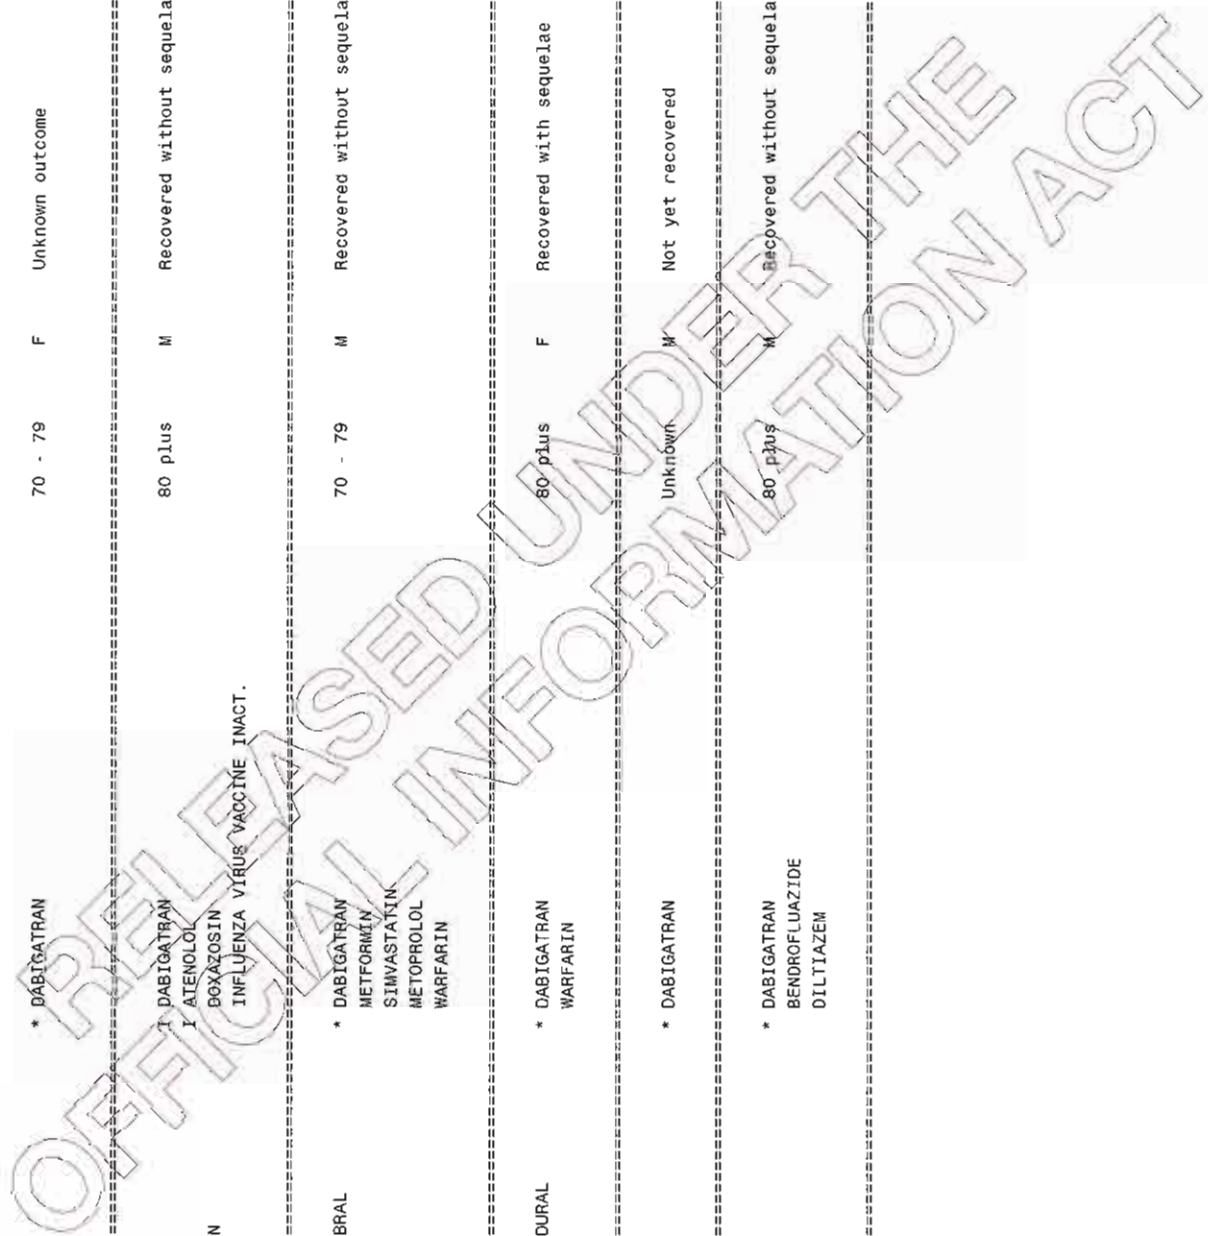 * DABIGATRAN 70 - 79 F Unknown outcome
I DABIGATRAN 80 plus M Recovered without sequela
I ATENOLOL
N DOXAZOSIN
INFLUENZA VIRUS VACCINE INACT.
BRAL * DABIGATRAN 70 - 79 M Recovered without sequela
METFORMIN
SIMVASTATIN
METOPROLOL
WARFARIN
DURAL * DABIGATRAN 80 plus F Recovered with sequelae
WARFARIN
* DABIGATRAN Unknown M Not yet recovered
* DABIGATRAN 80 plus M Recovered without sequela
BENDROFLUAZIDE
DILTIAZEM
RELEASED UNDER THE
OFFICIAL INFORMATION ACT